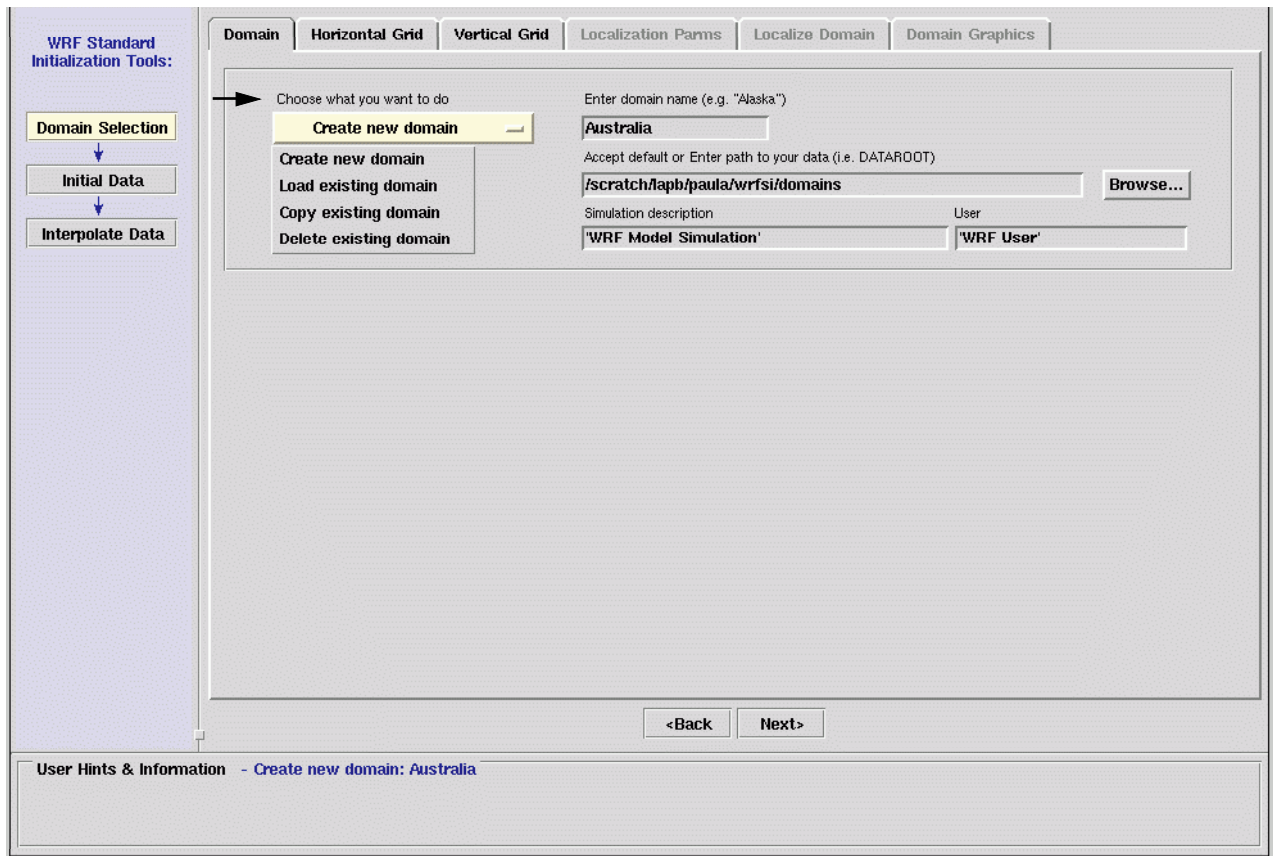 WRF Standard
Initialization Tools:
Domain Selection
Initial Data
Interpolate Data
Domain
Horizontal Grid
Vertical Grid
Localization Parms
Localize Domain
Domain Graphics
Choose what you want to do
Create new domain
Create new domain
Load existing domain
Copy existing domain
Delete existing domain
Enter domain name (e.g. "Alaska")
Australia
Accept default or Enter path to your data (i.e. DATAROOT)
/scratch/lapb/paula/wrfsi/domains
Browse...
Simulation description
User
'WRF Model Simulation'
'WRF User'
<Back
Next>
User Hints & Information - Create new domain: Australia